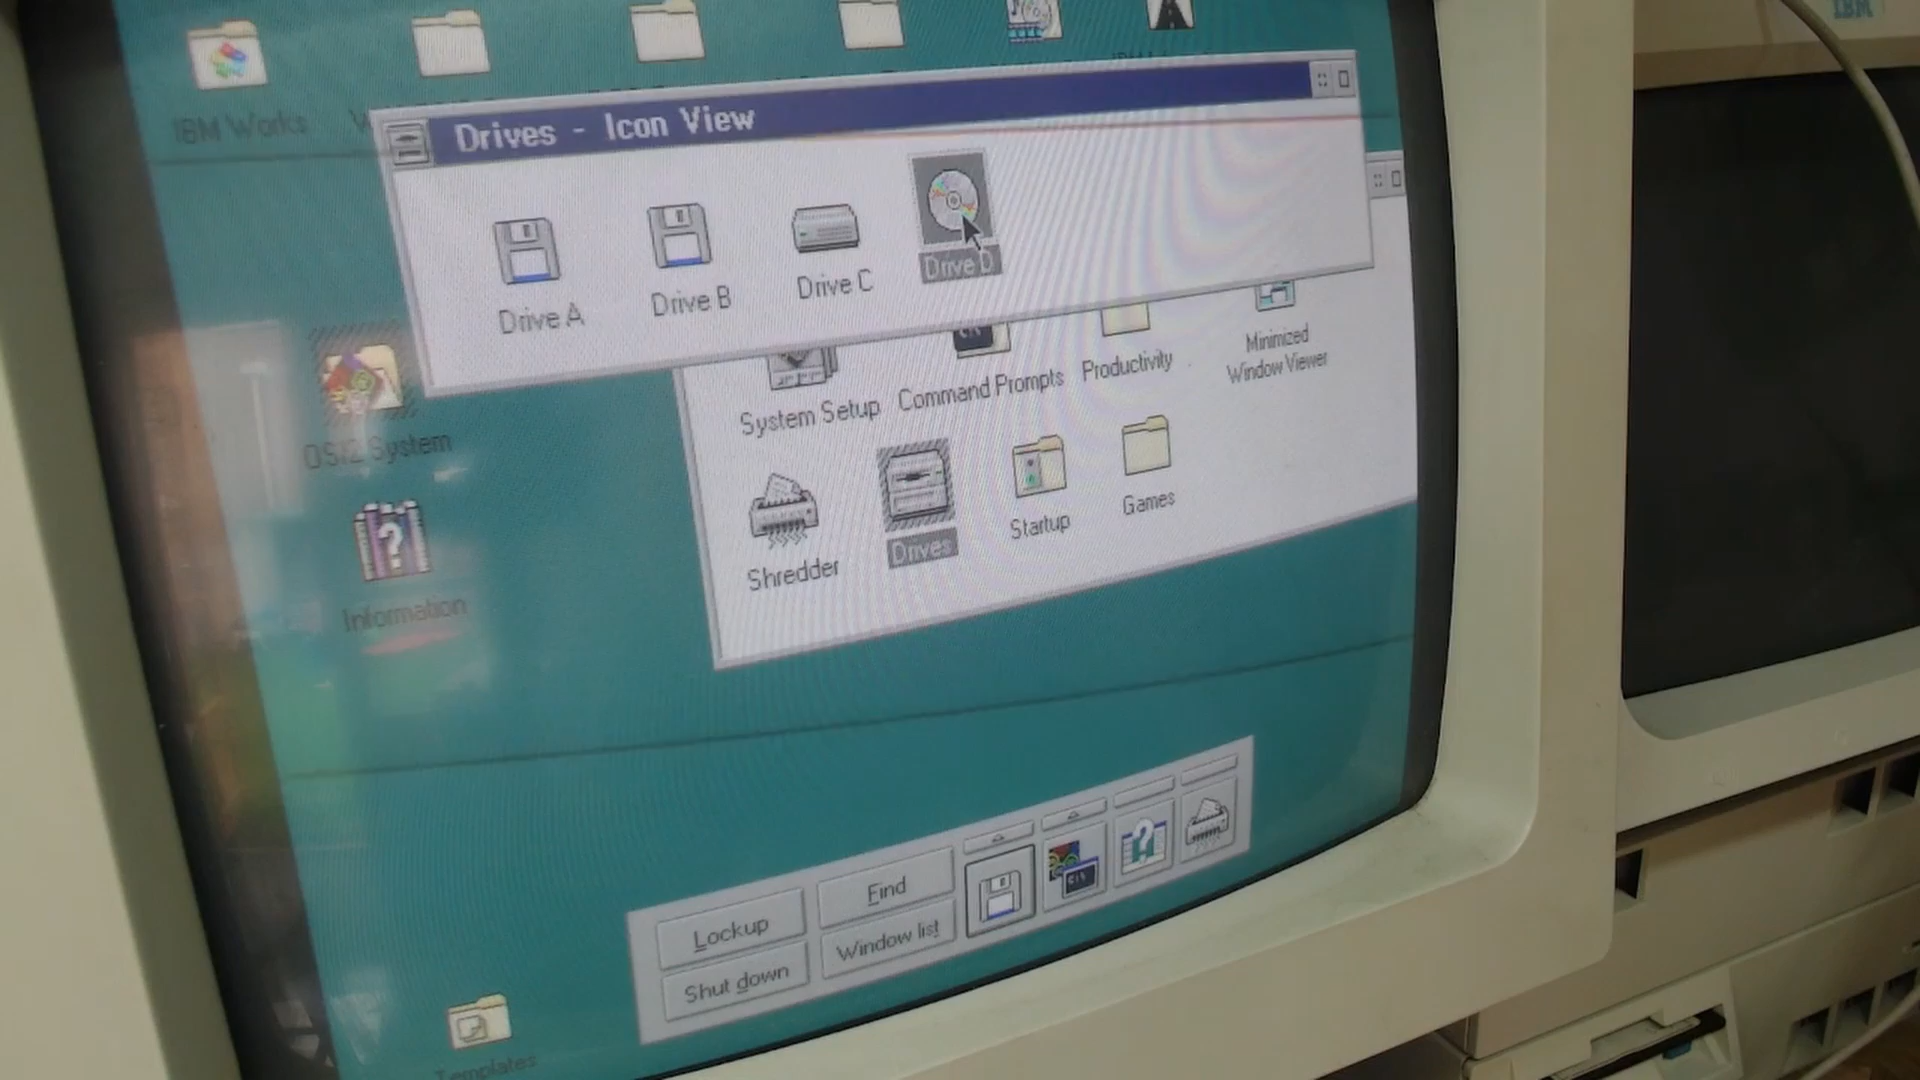 IBM
IBM Works
Drives - Icon View
Drive A
Drive B
Drive C
Drive D
OS/2 System
System Setup
Command Prompts
Productivity
Minimized
Window Viewer
Information
Shredder
Drives
Startup
Games
Lockup
Find
Shut down
Window list
Templates